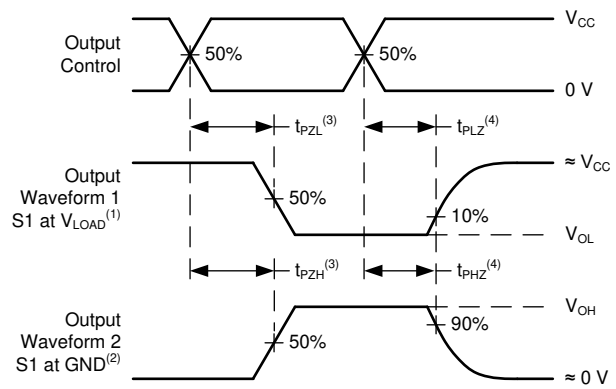 V_CC
Output
Control
50%
50%
0 V
t_PZL^(3)
t_PLZ^(4)
Output
Waveform 1
S1 at V_LOAD^(1)
≈ V_CC
50%
10%
V_OL
t_PZH^(3)
t_PHZ^(4)
Output
Waveform 2
S1 at GND^(2)
V_OH
50%
90%
≈ 0 V